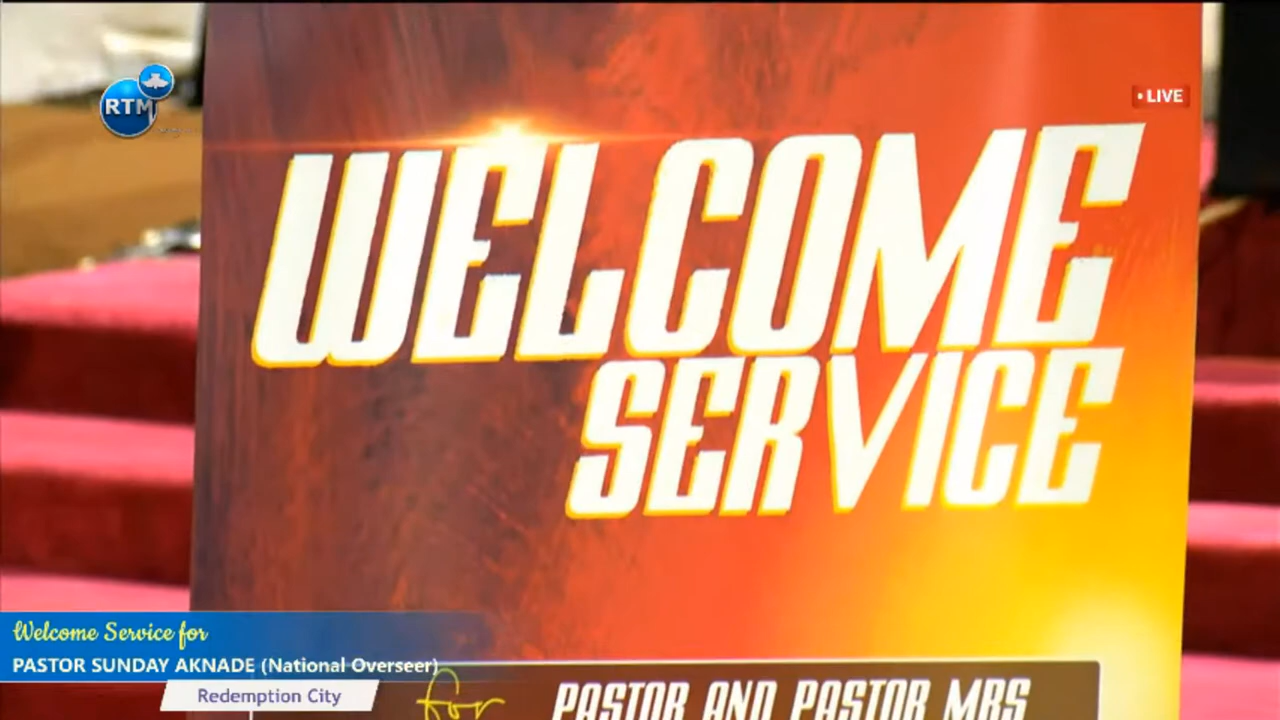 RTM
• LIVE
WELCOME
SERVICE
Welcome Service for
PASTOR SUNDAY AKNADE (National Overseer)
Redemption City
for
PASTOR AND PASTOR MRS